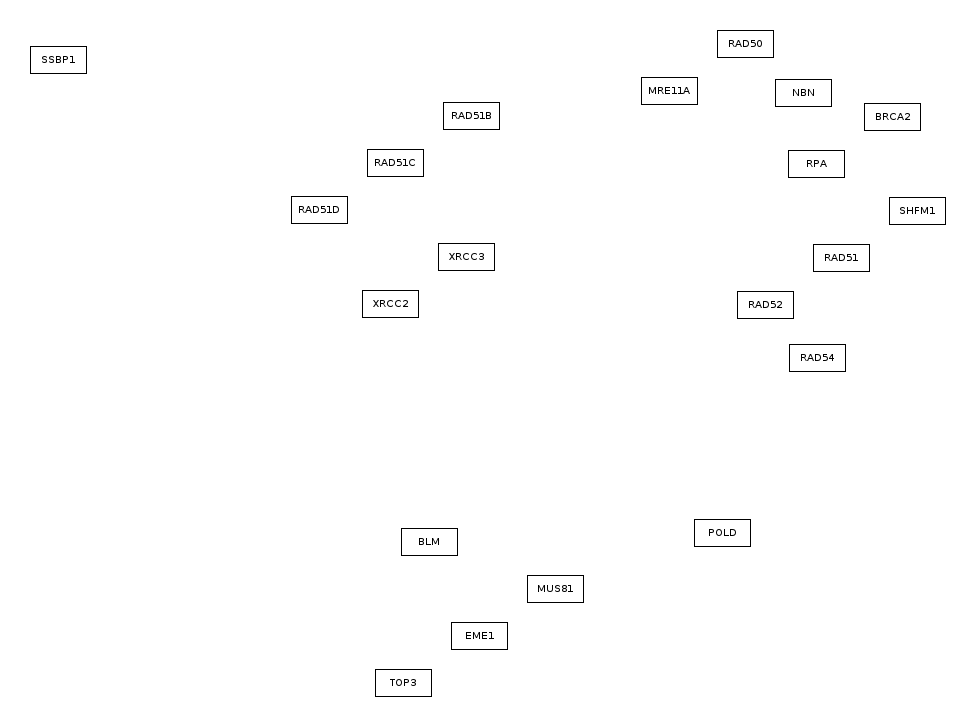 RAD50
SSBP1
MRE11A
NBN
RAD51B
BRCA2
RAD51C
RPA
RAD51D
SHFM1
XRCC3
RAD51
XRCC2
RAD52
RAD54
POLD
BLM
MUS81
EME1
TOP3